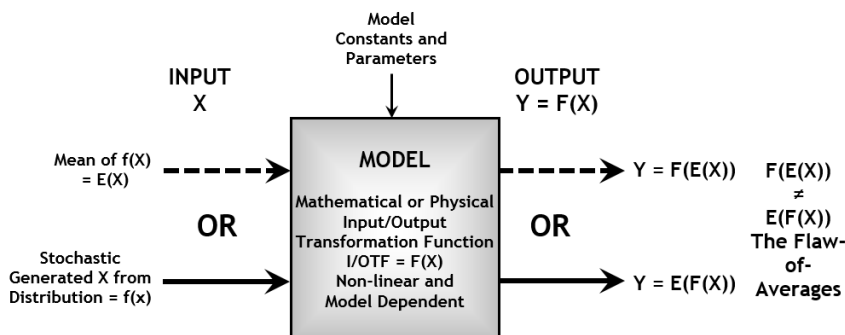 Model
Constants and
Parameters
INPUT
X
OUTPUT
Y = F(X)
Mean of f(X)
= E(X)
OR
Stochastic
Generated X from
Distribution = f(x)
MODEL
Mathematical or Physical
Input/Output
Transformation Function
I/OTF = F(X)
Non-linear and
Model Dependent
Y = F(E(X))
OR
Y = E(F(X))
F(E(X))
≠
E(F(X))
The Flaw-
of-
Averages